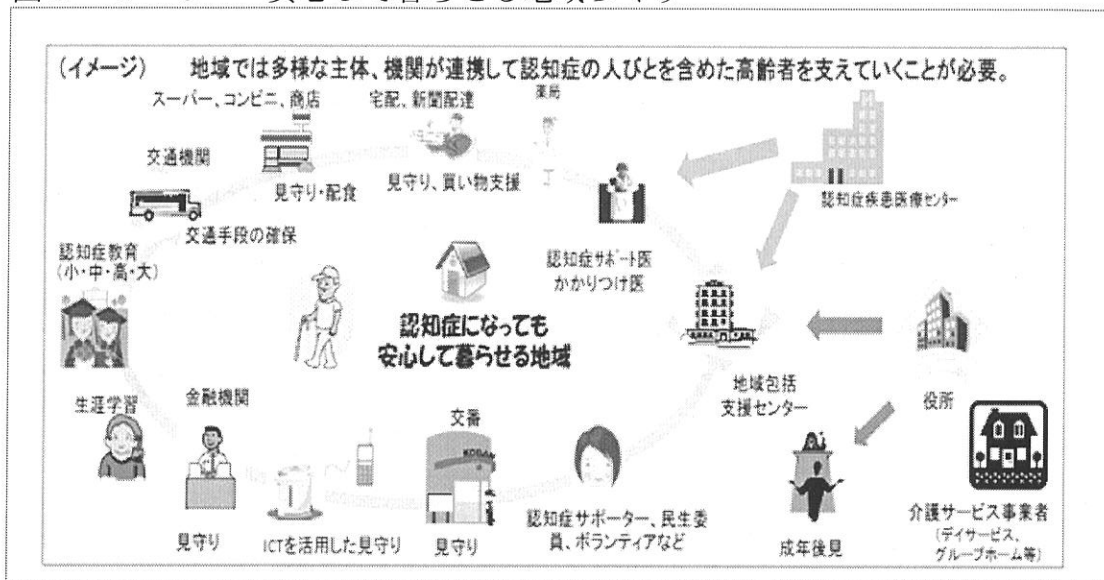 (イメージ) 地域では多様な主体、機関が連携して認知症の人びとを含めた高齢者を支えていくことが必要。
スーパー、コンビニ、商店
宅配、新聞配達
薬局
交通機関
見守り・配食
見守り、買い物支援
認知症疾患医療センター
交通手段の確保
認知症教育
(小・中・高・大)
認知症サポート医
かかりつけ医
認知症になっても
安心して暮らせる地域
生涯学習
金融機関
交番
KOBAN
地域包括
支援センター
役所
見守り
ICTを活用した見守り
見守り
認知症サポーター、民生委
員、ボランティアなど
成年後見
介護サービス事業者
(デイサービス、
グループホーム等)